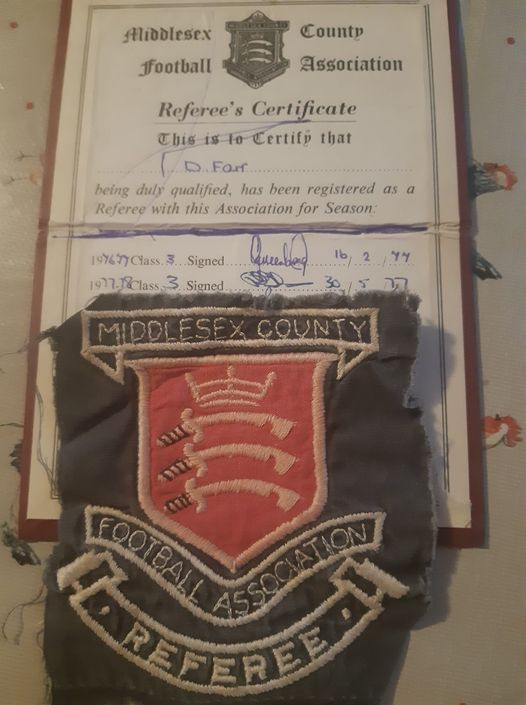 Middlesex County
Football Association
Referee's Certificate
This is to Certify that
D. Farr
being duly qualified, has been registered as a
Referee with this Association for Season:
1976/77 Class 3 Signed 16/2/77
1977/78 Class 3 Signed 30/5/77
MIDDLESEX COUNTY
FOOTBALL ASSOCIATION
• REFEREE •